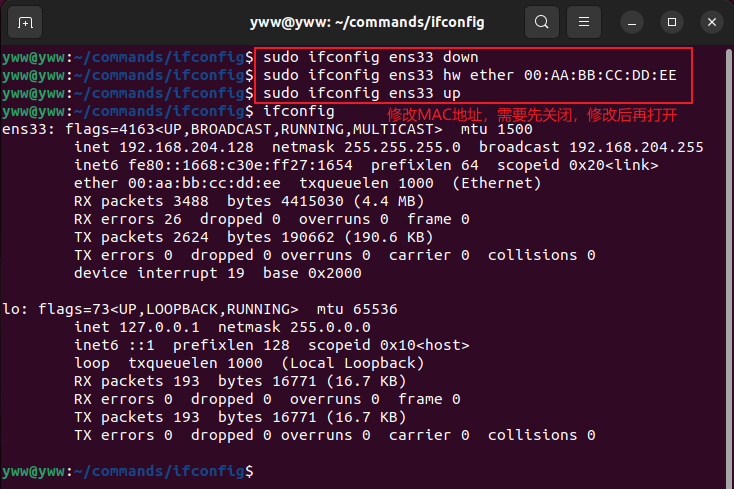 yww@yww: ~/commands/ifconfig
yww@yww:~/commands/ifconfig$ sudo ifconfig ens33 down
yww@yww:~/commands/ifconfig$ sudo ifconfig ens33 hw ether 00:AA:BB:CC:DD:EE
yww@yww:~/commands/ifconfig$ sudo ifconfig ens33 up
yww@yww:~/commands/ifconfig$ ifconfig
修改MAC地址，需要先关闭，修改后再打开
ens33: flags=4163<UP,BROADCAST,RUNNING,MULTICAST>  mtu 1500
        inet 192.168.204.128  netmask 255.255.255.0  broadcast 192.168.204.255
        inet6 fe80::1668:c30e:ff27:1654  prefixlen 64  scopeid 0x20<link>
        ether 00:aa:bb:cc:dd:ee  txqueuelen 1000  (Ethernet)
        RX packets 3488  bytes 4415030 (4.4 MB)
        RX errors 26  dropped 0  overruns 0  frame 0
        TX packets 2624  bytes 190662 (190.6 KB)
        TX errors 0  dropped 0 overruns 0  carrier 0  collisions 0
        device interrupt 19  base 0x2000
lo: flags=73<UP,LOOPBACK,RUNNING>  mtu 65536
        inet 127.0.0.1  netmask 255.0.0.0
        inet6 ::1  prefixlen 128  scopeid 0x10<host>
        loop  txqueuelen 1000  (Local Loopback)
        RX packets 193  bytes 16771 (16.7 KB)
        RX errors 0  dropped 0  overruns 0  frame 0
        TX packets 193  bytes 16771 (16.7 KB)
        TX errors 0  dropped 0 overruns 0  carrier 0  collisions 0
yww@yww:~/commands/ifconfig$